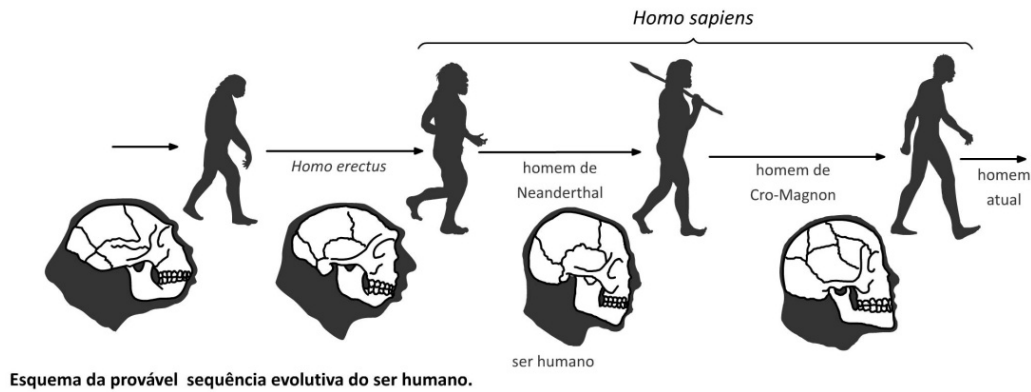 Homo sapiens
Homo erectus
homem de
Neanderthal
homem de
Cro-Magnon
homem
atual
ser humano
Esquema da provável sequência evolutiva do ser humano.